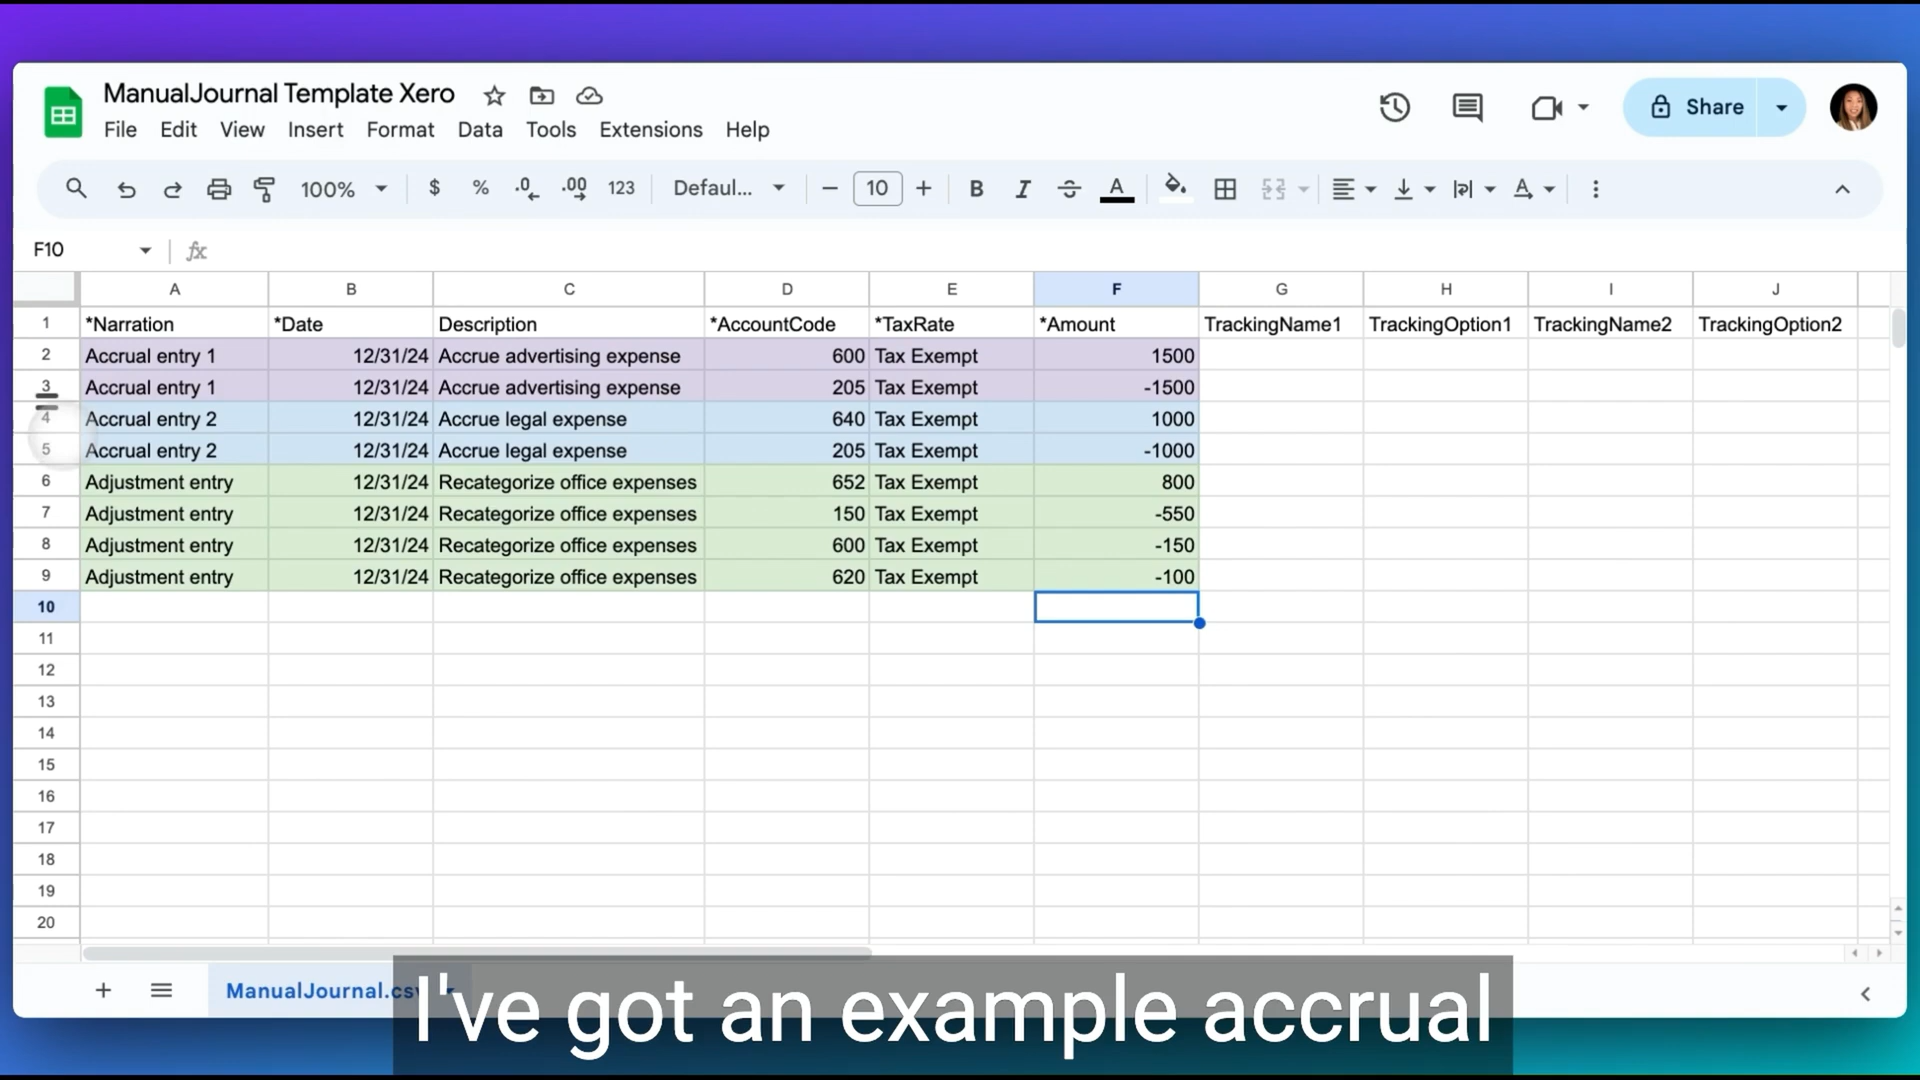 ManualJournal Template Xero
File Edit View Insert Format Data Tools Extensions Help
Share
100% $ % .0 .00 123 Defaul... 10 B I A A
F10 fx
A B C D E F G H I J
1 *Narration *Date Description *AccountCode *TaxRate *Amount TrackingName1 TrackingOption1 TrackingName2 TrackingOption2
2 Accrual entry 1 12/31/24 Accrue advertising expense 600 Tax Exempt 1500
3 Accrual entry 1 12/31/24 Accrue advertising expense 205 Tax Exempt -1500
4 Accrual entry 2 12/31/24 Accrue legal expense 640 Tax Exempt 1000
5 Accrual entry 2 12/31/24 Accrue legal expense 205 Tax Exempt -1000
6 Adjustment entry 12/31/24 Recategorize office expenses 652 Tax Exempt 800
7 Adjustment entry 12/31/24 Recategorize office expenses 150 Tax Exempt -550
8 Adjustment entry 12/31/24 Recategorize office expenses 600 Tax Exempt -150
9 Adjustment entry 12/31/24 Recategorize office expenses 620 Tax Exempt -100
10
11
12
13
14
15
16
17
18
19
20
ManualJournal.csv
I've got an example accrual